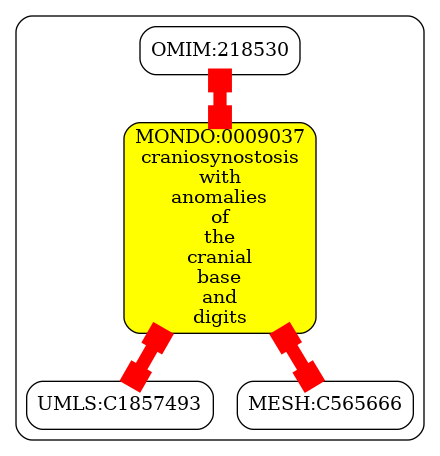 OMIM:218530
MONDO:0009037
craniosynostosis
with
anomalies
of
the
cranial
base
and
digits
UMLS:C1857493
MESH:C565666